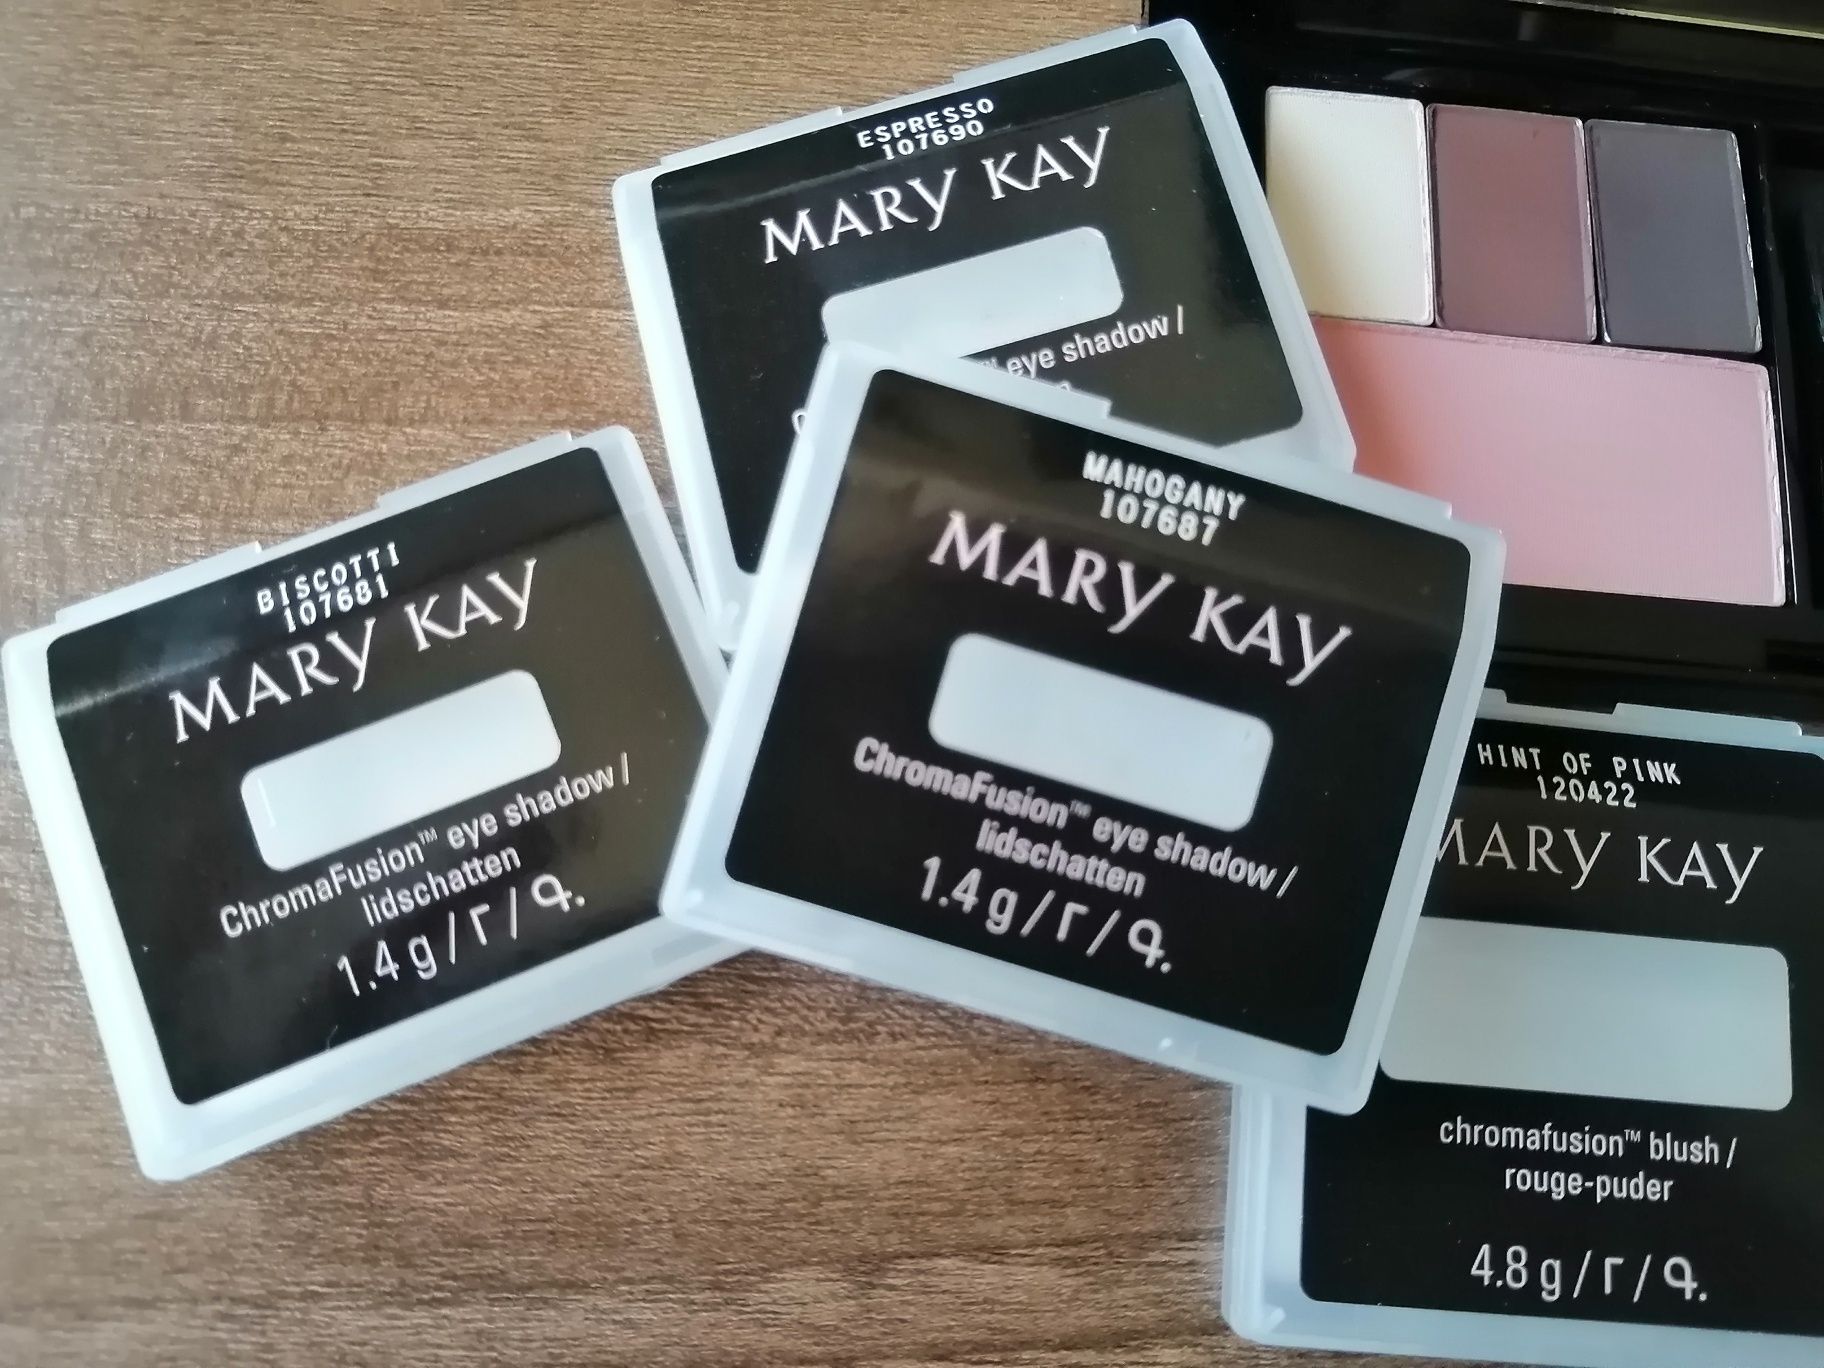 ESPRESSO
107690
MARY KAY
eye shadow /
BISCOTTI
107681
MARY KAY
ChromaFusion™ eye shadow /
lidschatten
1.4 g / Г / Գ.
MAHOGANY
107687
MARY KAY
ChromaFusion™ eye shadow /
lidschatten
1.4 g / Г / Գ.
HINT OF PINK
120422
MARY KAY
chromafusion™ blush /
rouge-puder
4.8 g / Г / Գ.